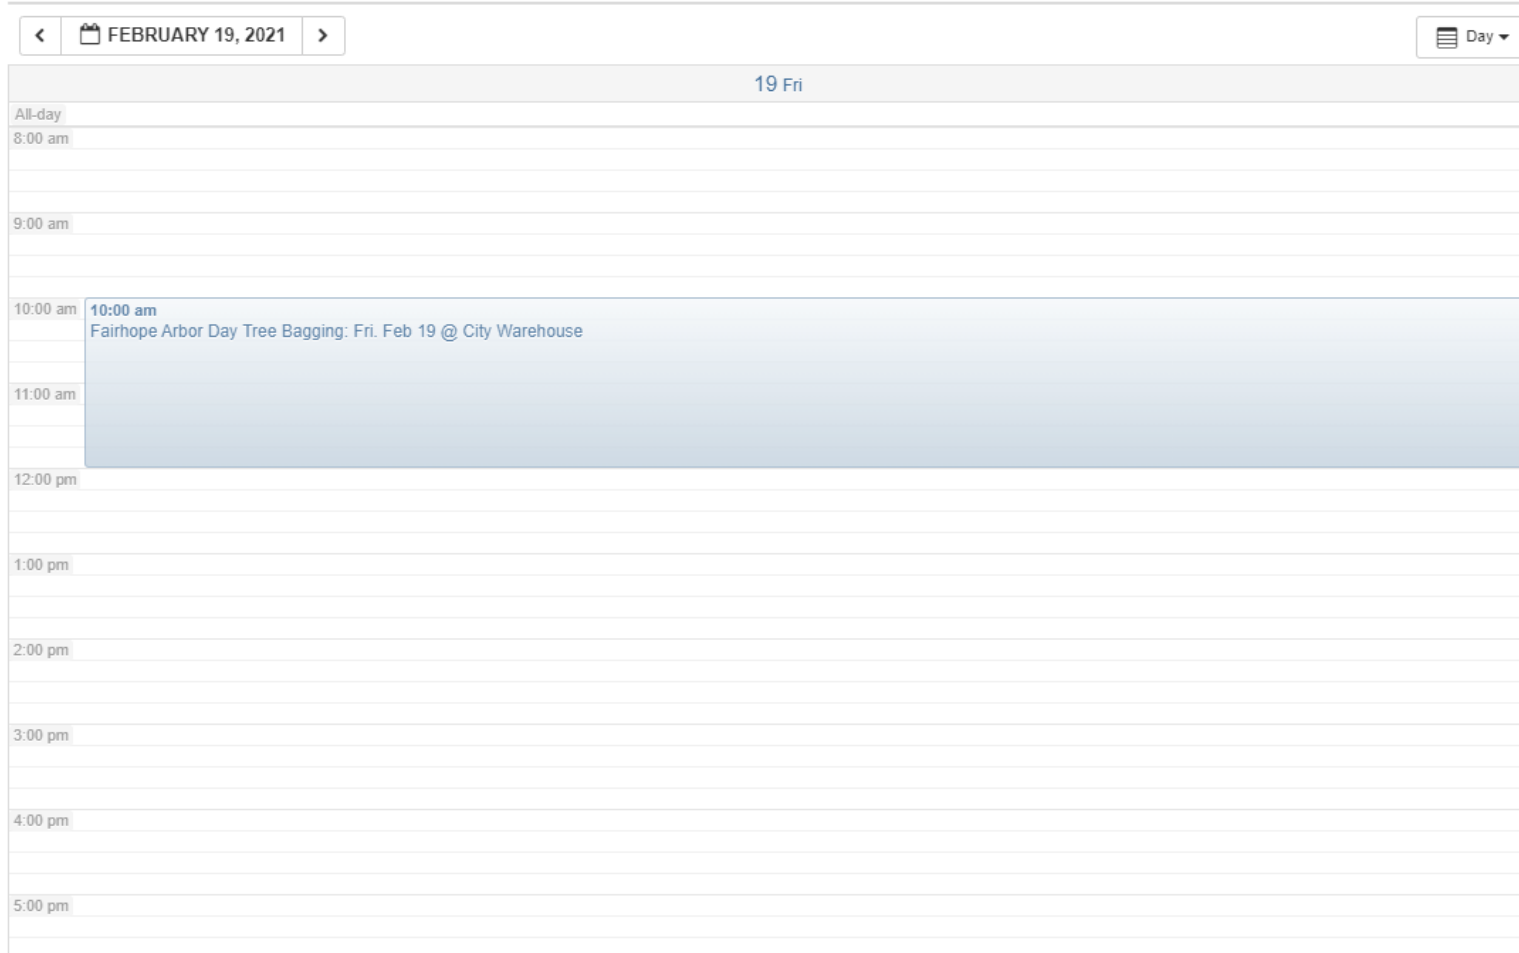 FEBRUARY 19, 2021
Day
19 Fri
All-day
8:00 am
9:00 am
10:00 am
10:00 am
Fairhope Arbor Day Tree Bagging: Fri. Feb 19 @ City Warehouse
11:00 am
12:00 pm
1:00 pm
2:00 pm
3:00 pm
4:00 pm
5:00 pm